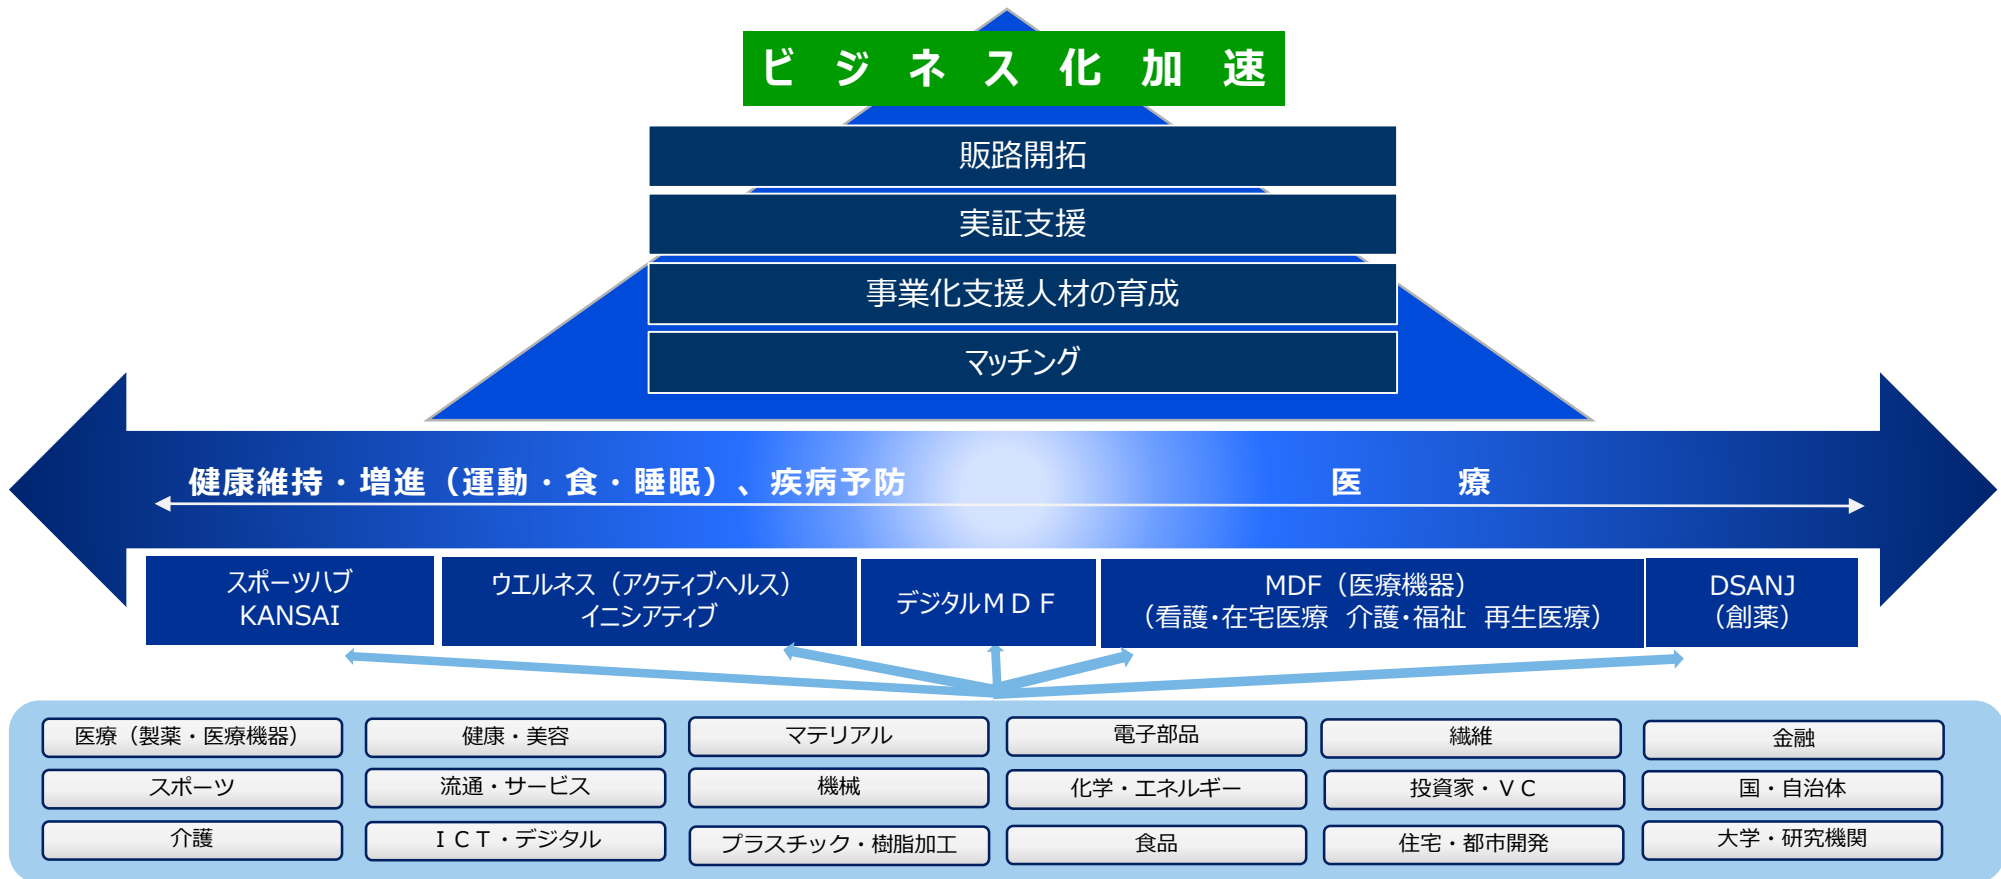 ビジネス化加速
販路開拓
実証支援
事業化支援人材の育成
マッチング
健康維持・増進（運動・食・睡眠）、疾病予防
医療
スポーツハブ
KANSAI
ウエルネス（アクティブヘルス）
イニシアティブ
デジタルＭＤＦ
MDF（医療機器）
（看護・在宅医療　介護・福祉　再生医療）
DSANJ
（創薬）
医療（製薬・医療機器）
健康・美容
マテリアル
電子部品
繊維
金融
スポーツ
流通・サービス
機械
化学・エネルギー
投資家・ＶＣ
国・自治体
介護
ＩＣＴ・デジタル
プラスチック・樹脂加工
食品
住宅・都市開発
大学・研究機関